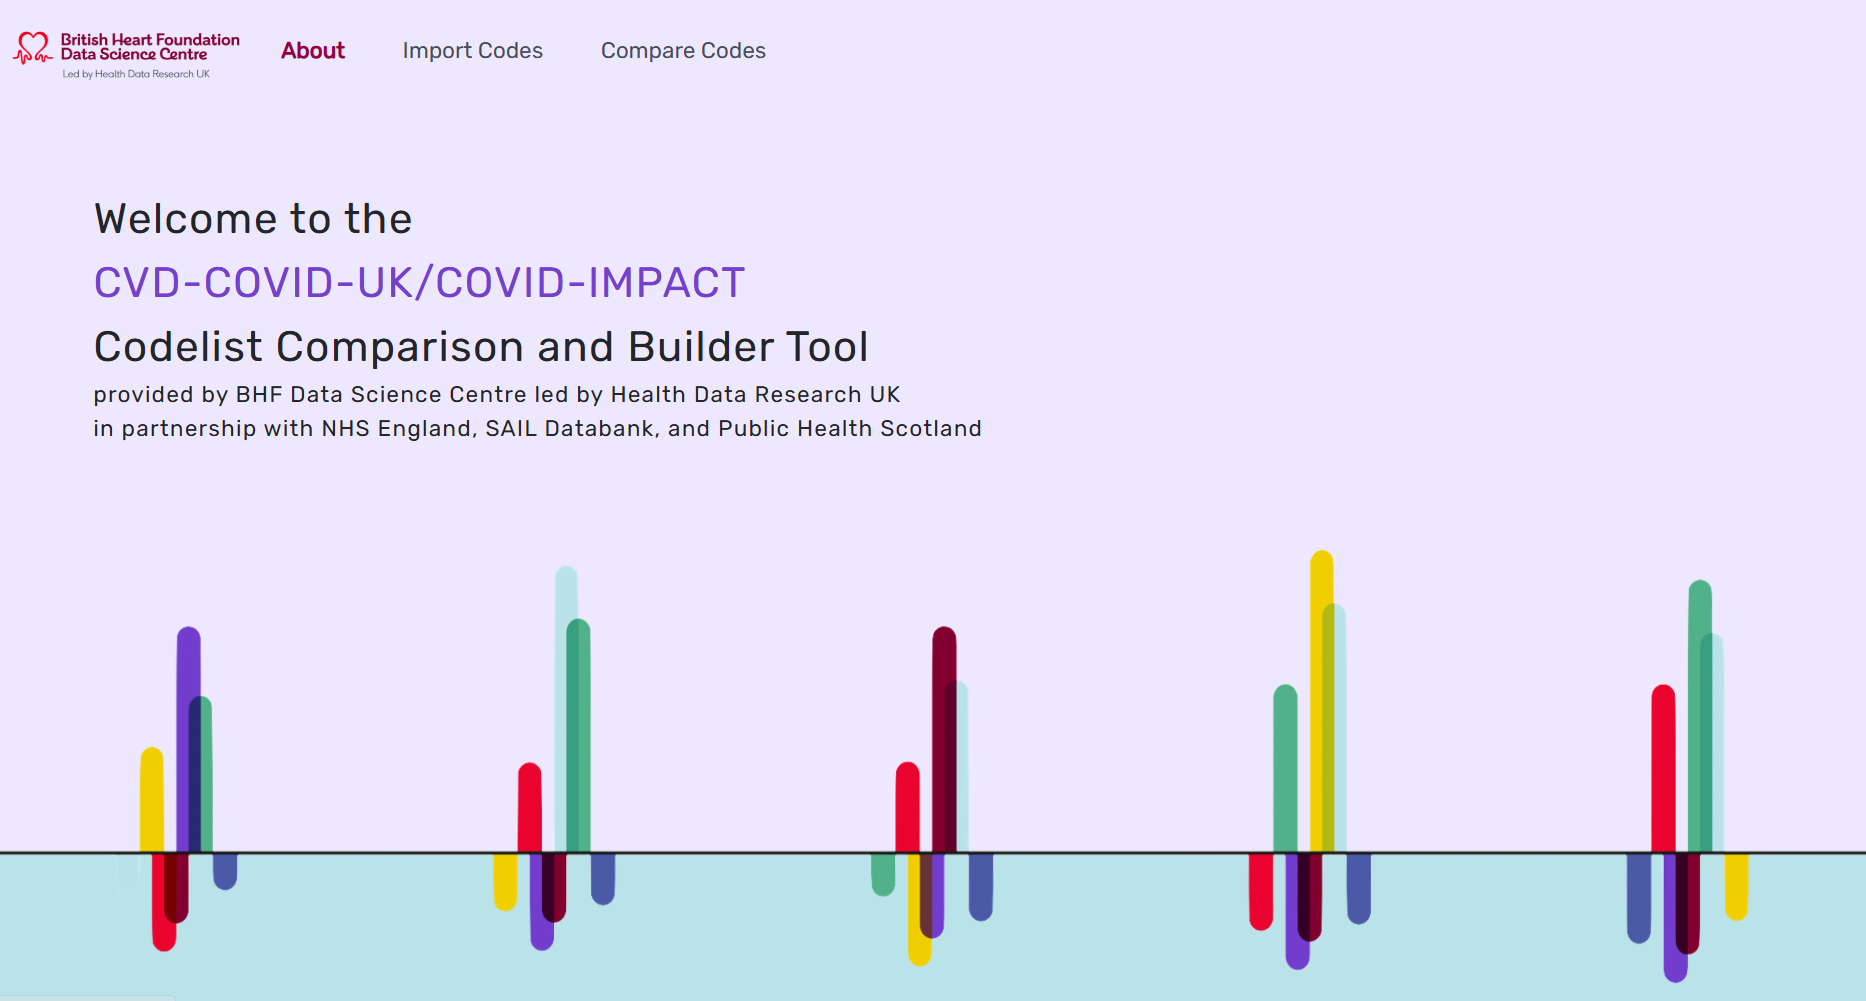 British Heart Foundation
Data Science Centre
Led by Health Data Research UK
About
Import Codes
Compare Codes
Welcome to the
CVD-COVID-UK/COVID-IMPACT
Codelist Comparison and Builder Tool
provided by BHF Data Science Centre led by Health Data Research UK
in partnership with NHS England, SAIL Databank, and Public Health Scotland